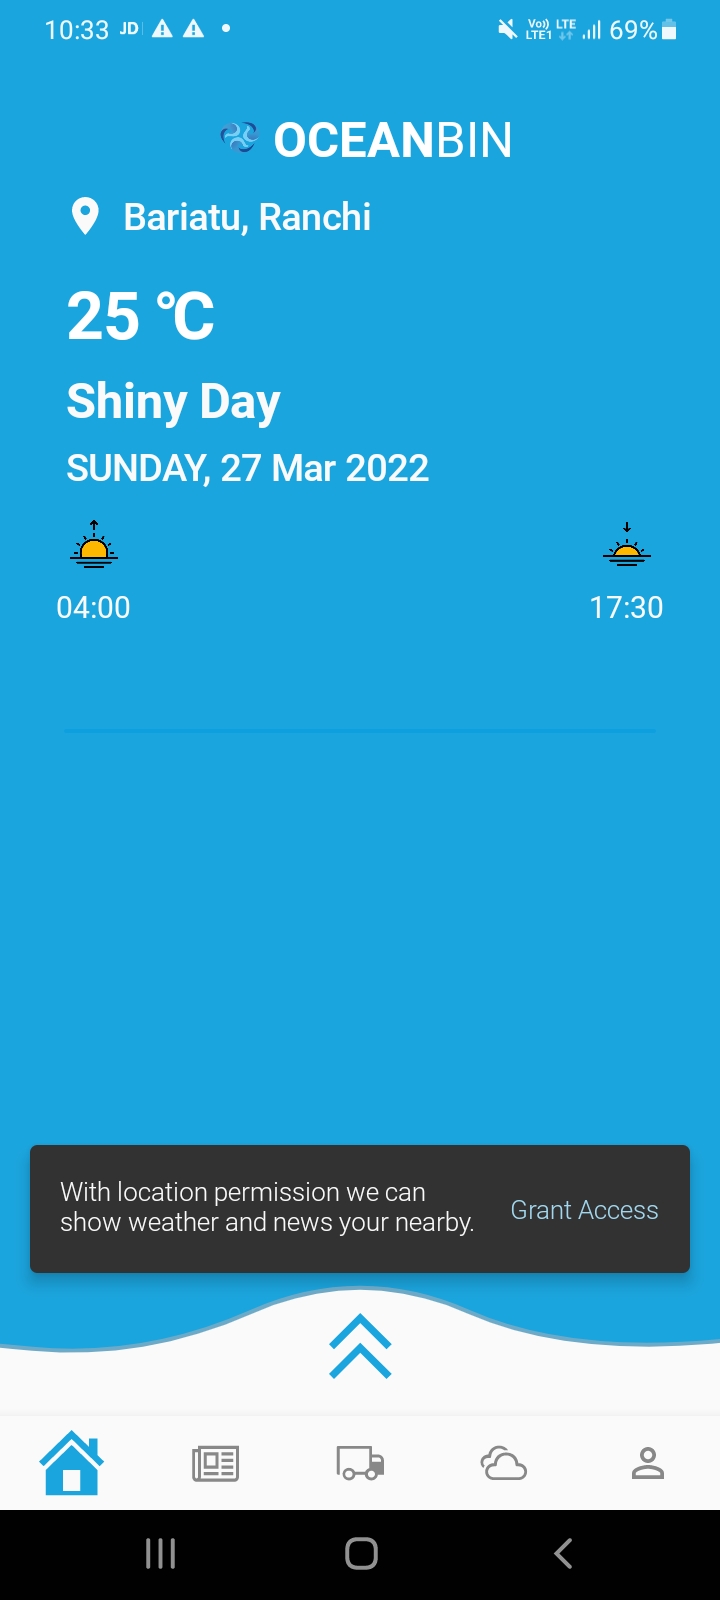 10:33 JD 69%
Vo)) LTE
LTE1
OCEANBIN
Bariatu, Ranchi
25 °C
Shiny Day
SUNDAY, 27 Mar 2022
04:00 17:30
With location permission we can
show weather and news your nearby.
Grant Access